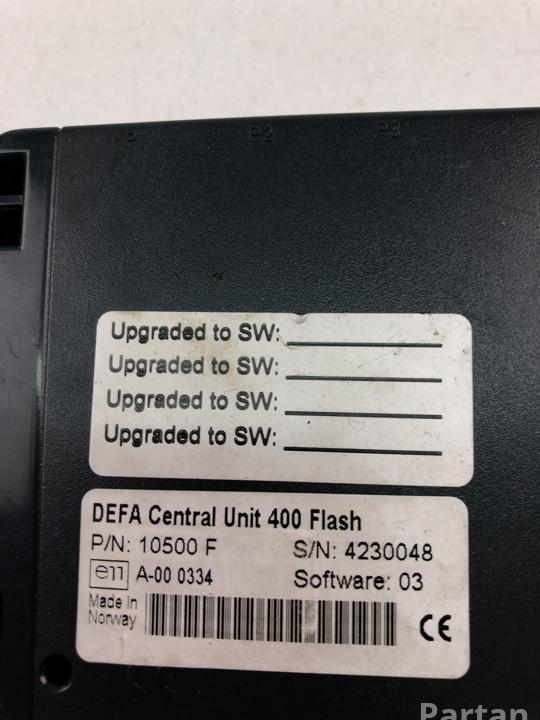 P1 P2 P3
Upgraded to SW:
Upgraded to SW:
Upgraded to SW:
Upgraded to SW:
DEFA Central Unit 400 Flash
P/N: 10500 F S/N: 4230048
e11 A-00 0334 Software: 03
Made in
Norway
CE
Partan